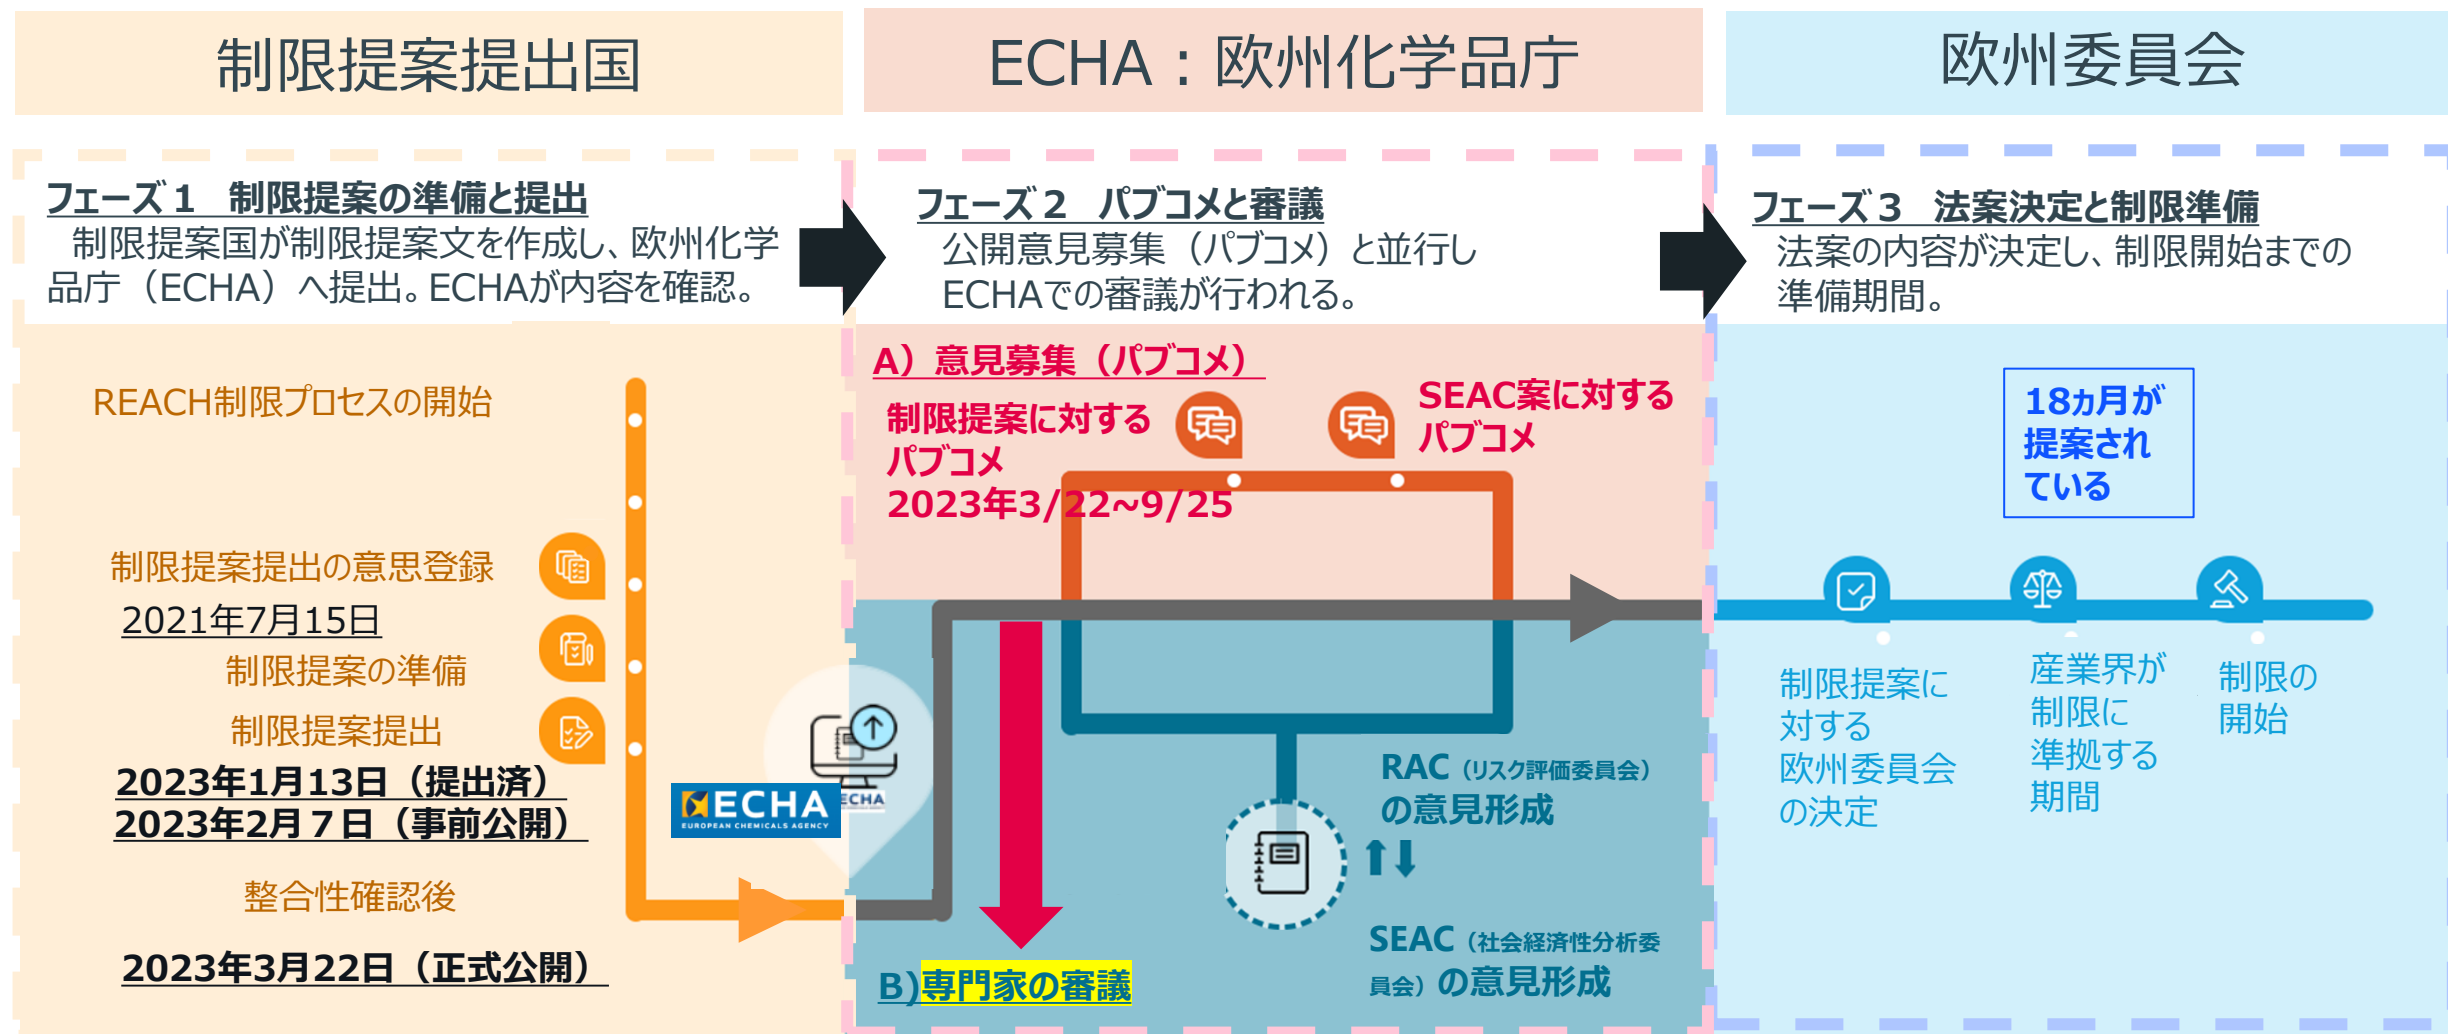 制限提案提出国
ECHA：欧州化学品庁
欧州委員会
フェーズ１　制限提案の準備と提出
制限提案国が制限提案文を作成し、欧州化学
品庁（ECHA）へ提出。ECHAが内容を確認。
フェーズ２　パブコメと審議
公開意見募集（パブコメ）と並行し
ECHAでの審議が行われる。
フェーズ３　法案決定と制限準備
法案の内容が決定し、制限開始までの
準備期間。
REACH制限プロセスの開始
制限提案提出の意思登録
2021年7月15日
制限提案の準備
制限提案提出
2023年1月13日（提出済）
2023年2月７日（事前公開）
整合性確認後
2023年3月22日（正式公開）
ECHA
EUROPEAN CHEMICALS AGENCY
ECHA
A）意見募集（パブコメ）
制限提案に対する
パブコメ
2023年3/22~9/25
SEAC案に対する
パブコメ
RAC（リスク評価委員会）
の意見形成
SEAC（社会経済性分析委
員会）の意見形成
B)専門家の審議
18ヵ月が
提案され
ている
制限提案に
対する
欧州委員会
の決定
産業界が
制限に
準拠する
期間
制限の
開始